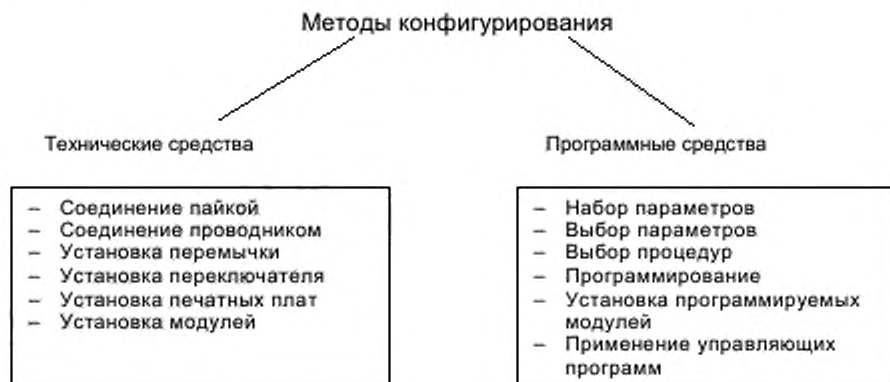 Методы конфигурирования
Технические средства
– Соединение пайкой
– Соединение проводником
– Установка перемычки
– Установка переключателя
– Установка печатных плат
– Установка модулей
Программные средства
– Набор параметров
– Выбор параметров
– Выбор процедур
– Программирование
– Установка программируемых
модулей
– Применение управляющих
программ